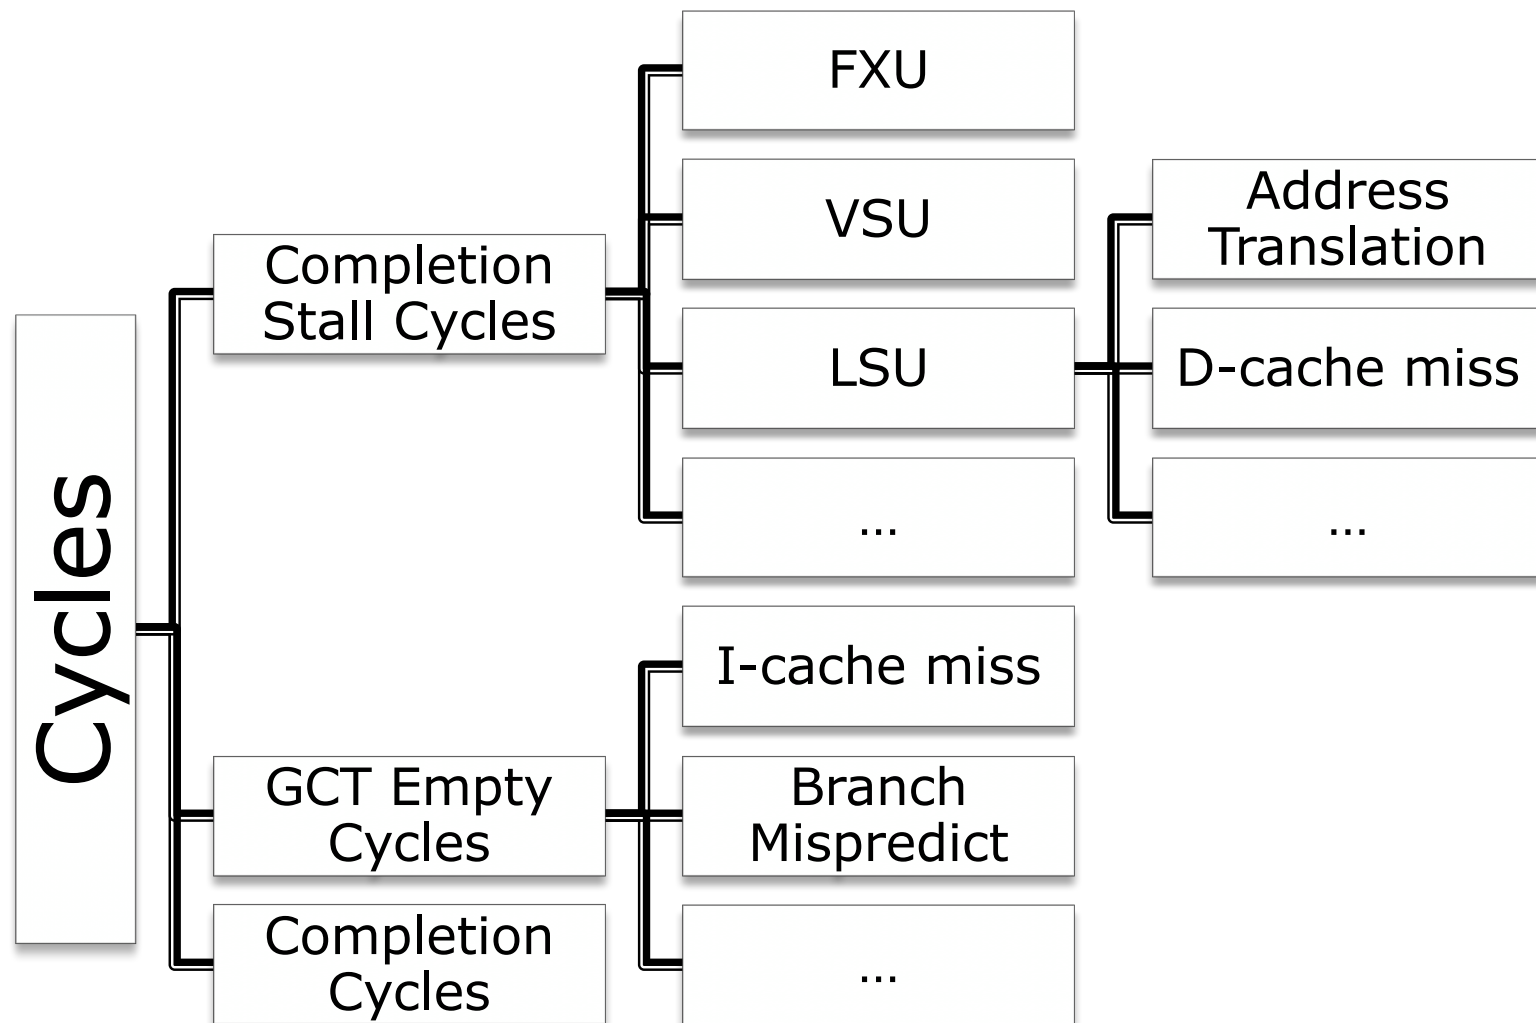 Cycles
Completion
Stall Cycles
FXU
VSU
LSU
Address
Translation
D-cache miss
...
...
GCT Empty
Cycles
I-cache miss
Branch
Mispredict
...
Completion
Cycles